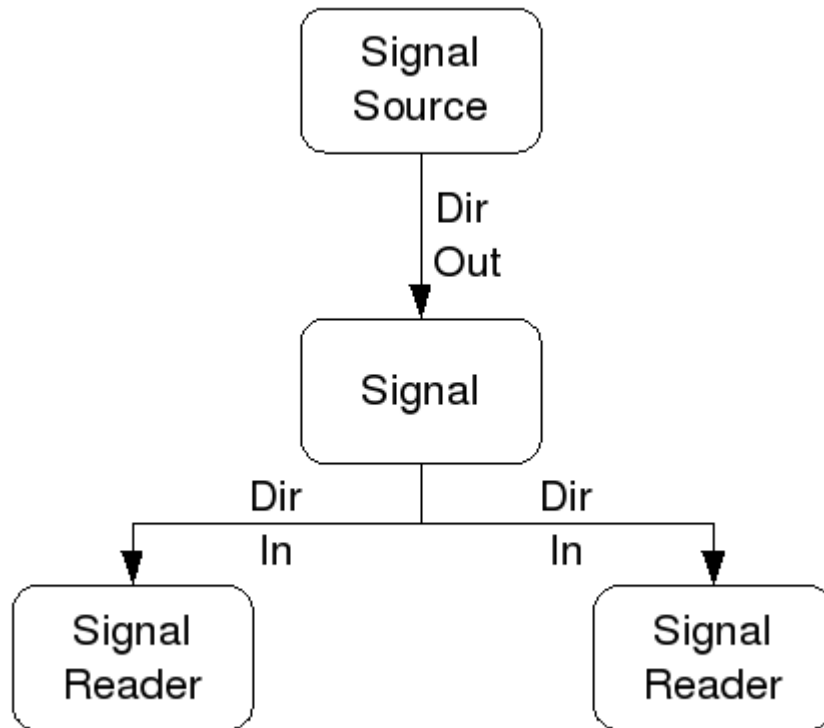 Signal
Source
Dir
Out
Signal
Dir
In
Dir
In
Signal
Reader
Signal
Reader